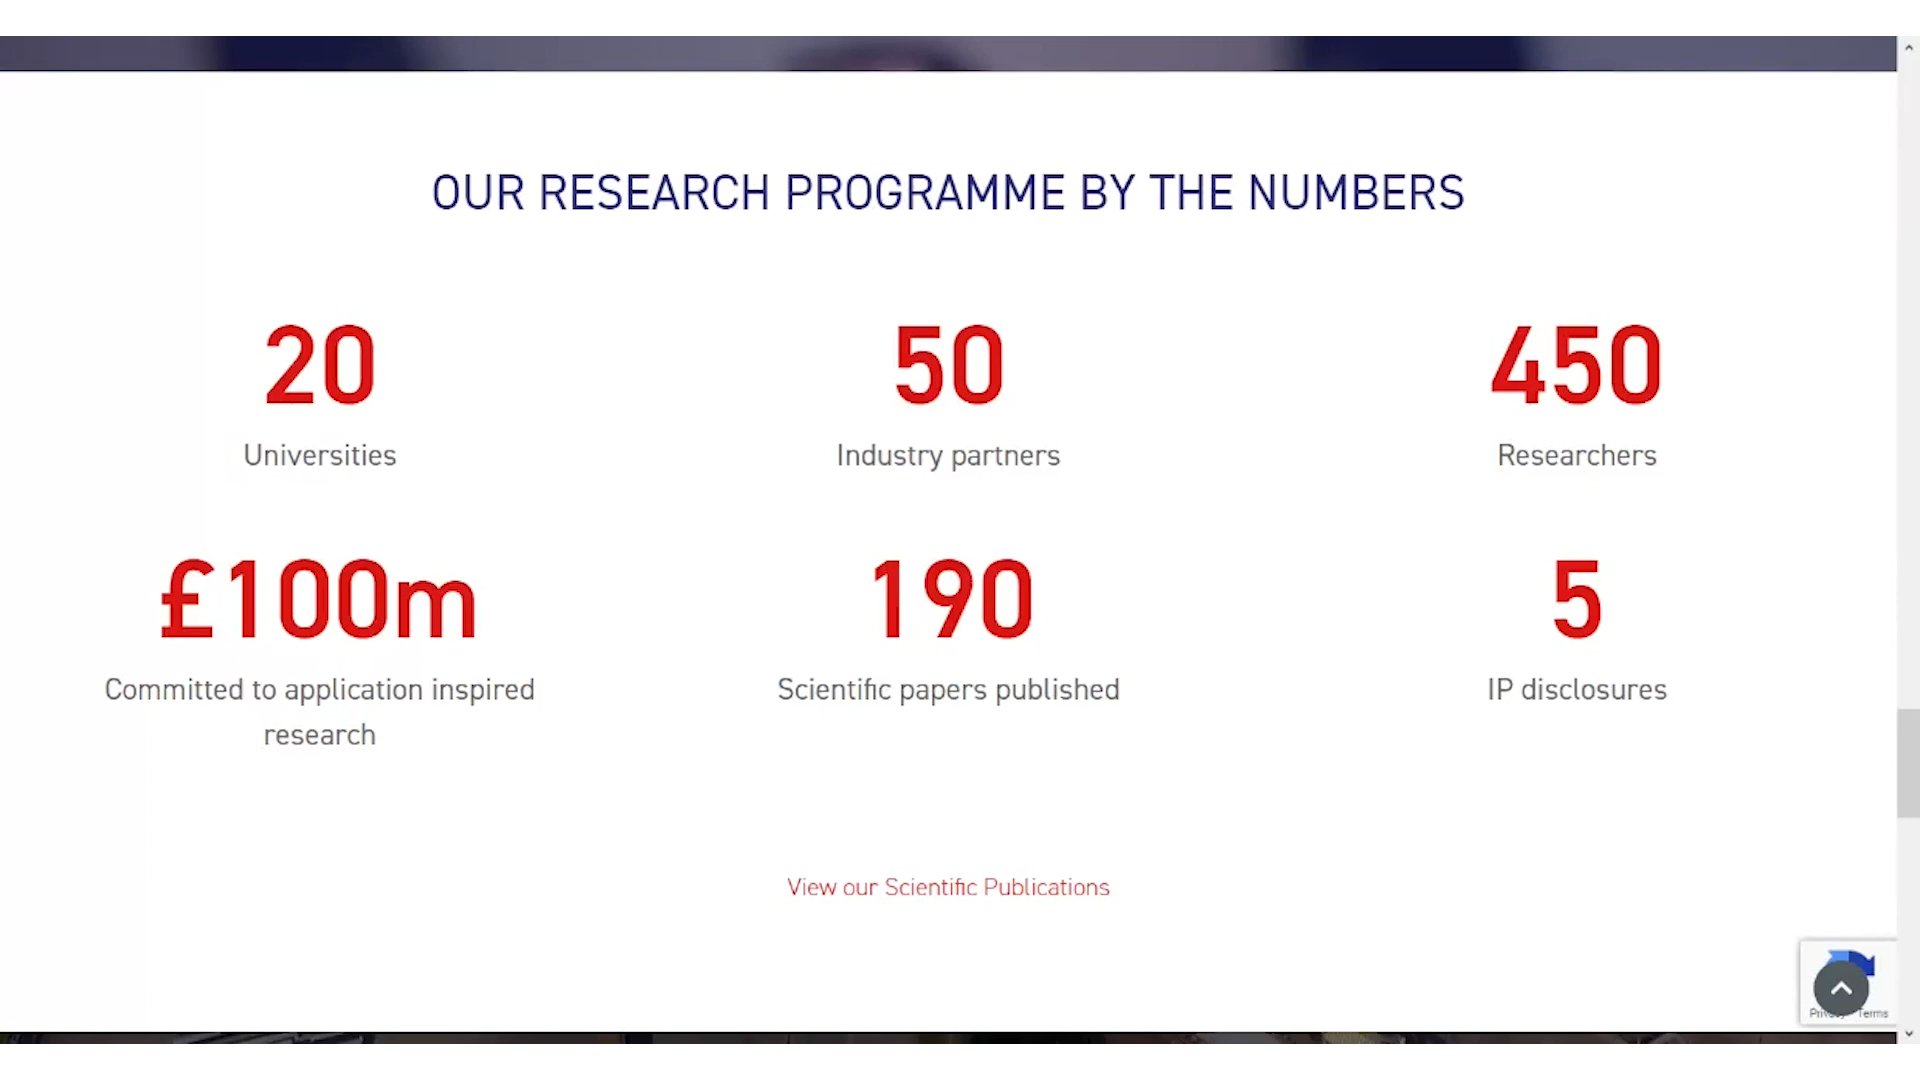 OUR RESEARCH PROGRAMME BY THE NUMBERS
20
Universities
50
Industry partners
450
Researchers
£100m
Committed to application inspired
research
190
Scientific papers published
5
IP disclosures
View our Scientific Publications
Terms